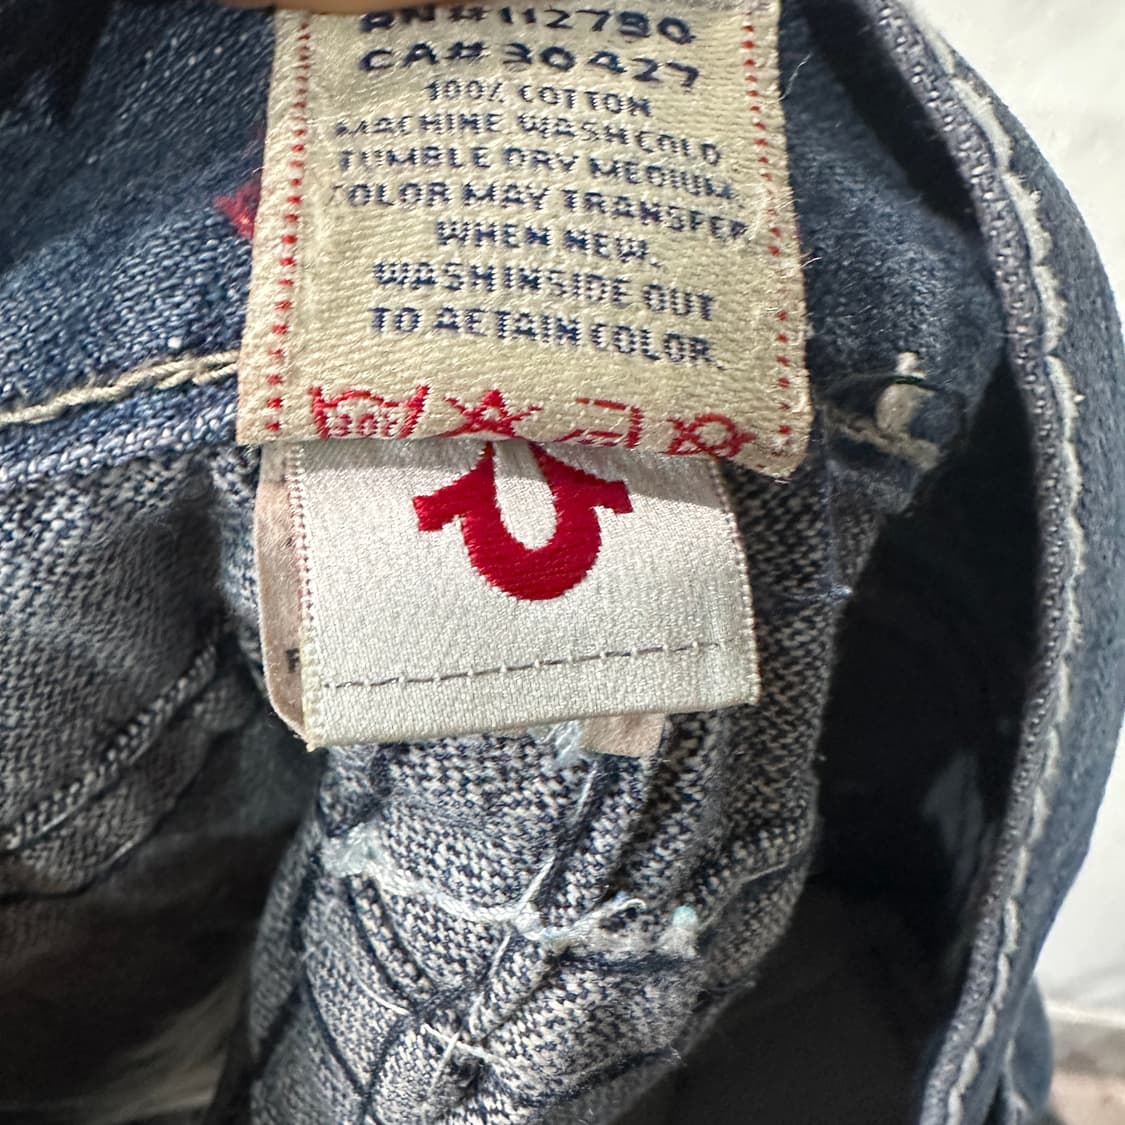 RN#112790
CA#30427
100% COTTON
MACHINE WASH COLD
TUMBLE DRY MEDIUM.
COLOR MAY TRANSFER
WHEN NEW.
WASH INSIDE OUT
TO RETAIN COLOR.
30C